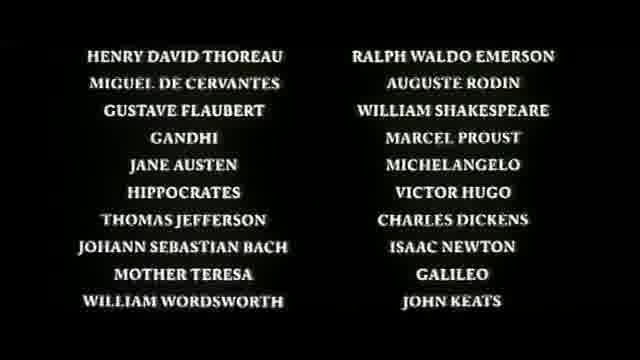 HENRY DAVID THOREAU
RALPH WALDO EMERSON
MIGUEL DE CERVANTES
AUGUSTE RODIN
GUSTAVE FLAUBERT
WILLIAM SHAKESPEARE
GANDHI
MARCEL PROUST
JANE AUSTEN
MICHELANGELO
HIPPOCRATES
VICTOR HUGO
THOMAS JEFFERSON
CHARLES DICKENS
JOHANN SEBASTIAN BACH
ISAAC NEWTON
MOTHER TERESA
GALILEO
WILLIAM WORDSWORTH
JOHN KEATS